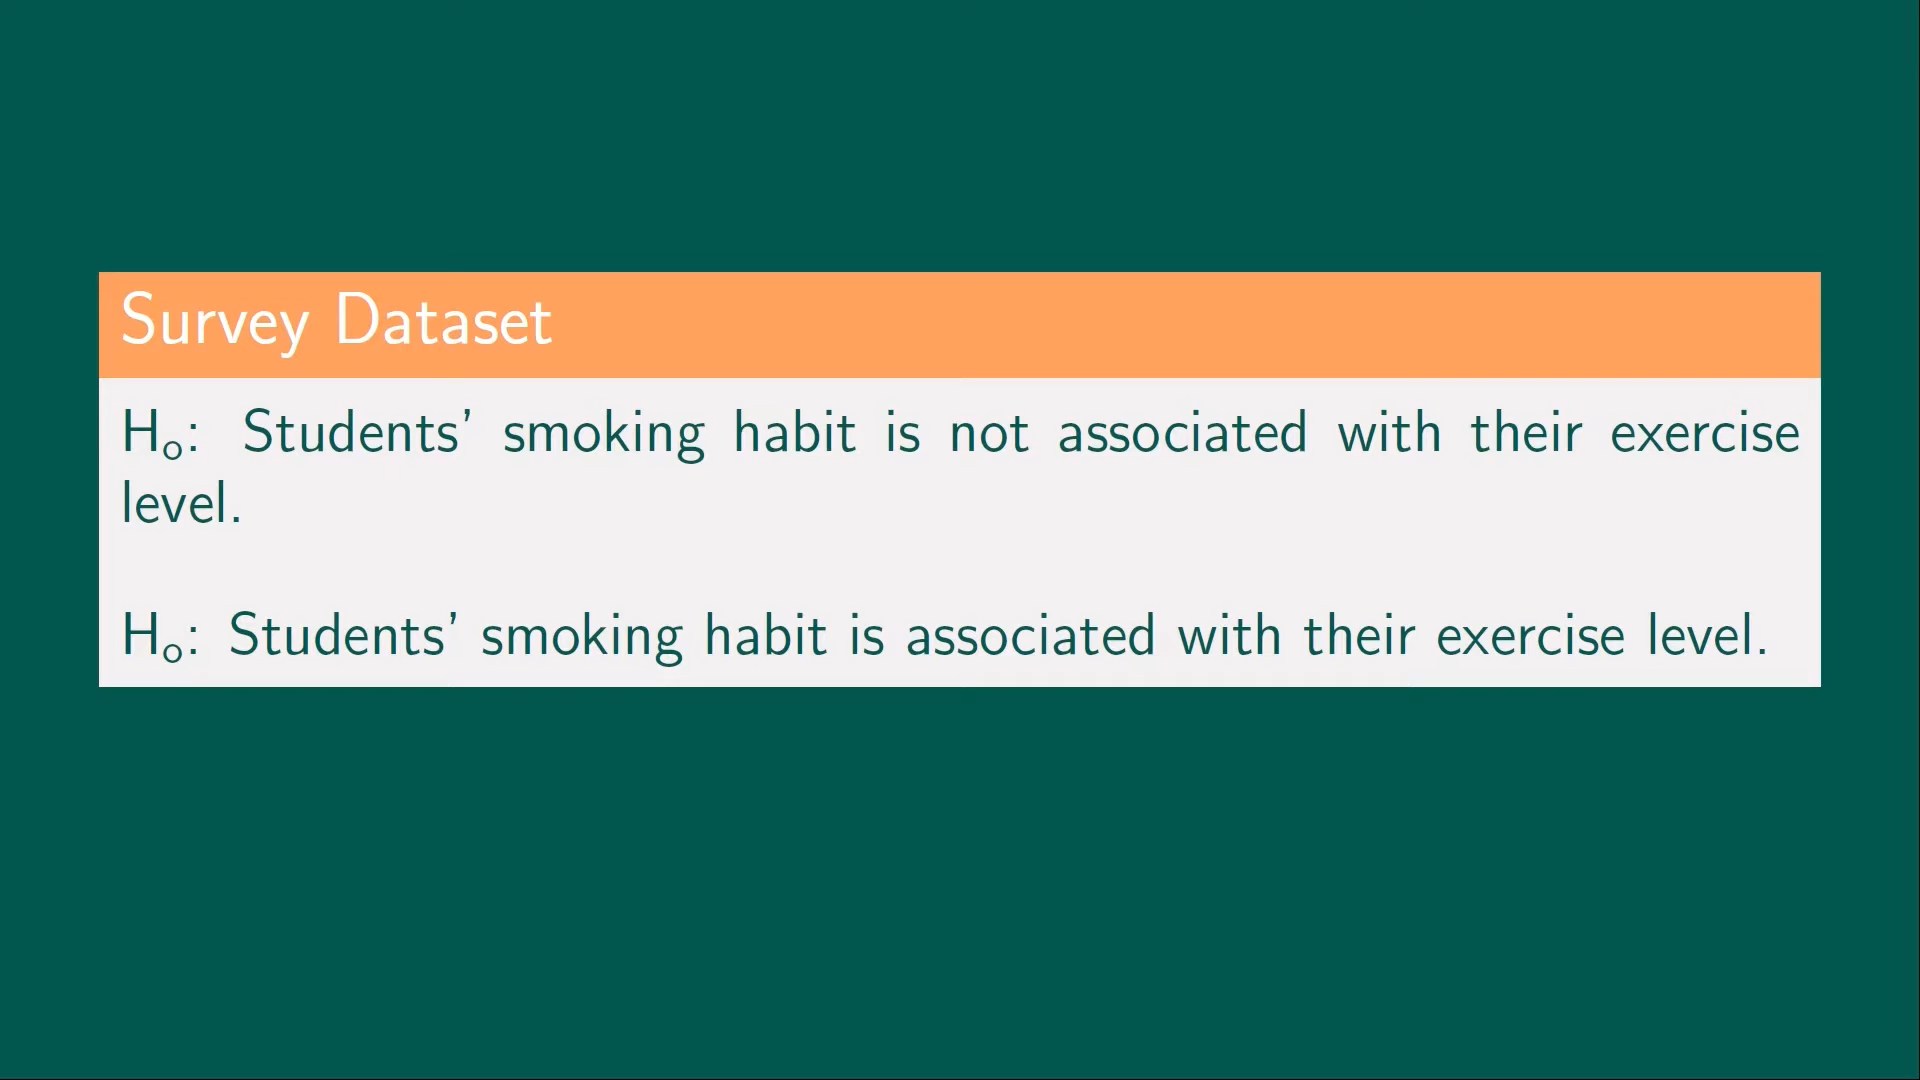 Survey Dataset
Hₒ: Students’ smoking habit is not associated with their exercise
level.
Hₒ: Students’ smoking habit is associated with their exercise level.